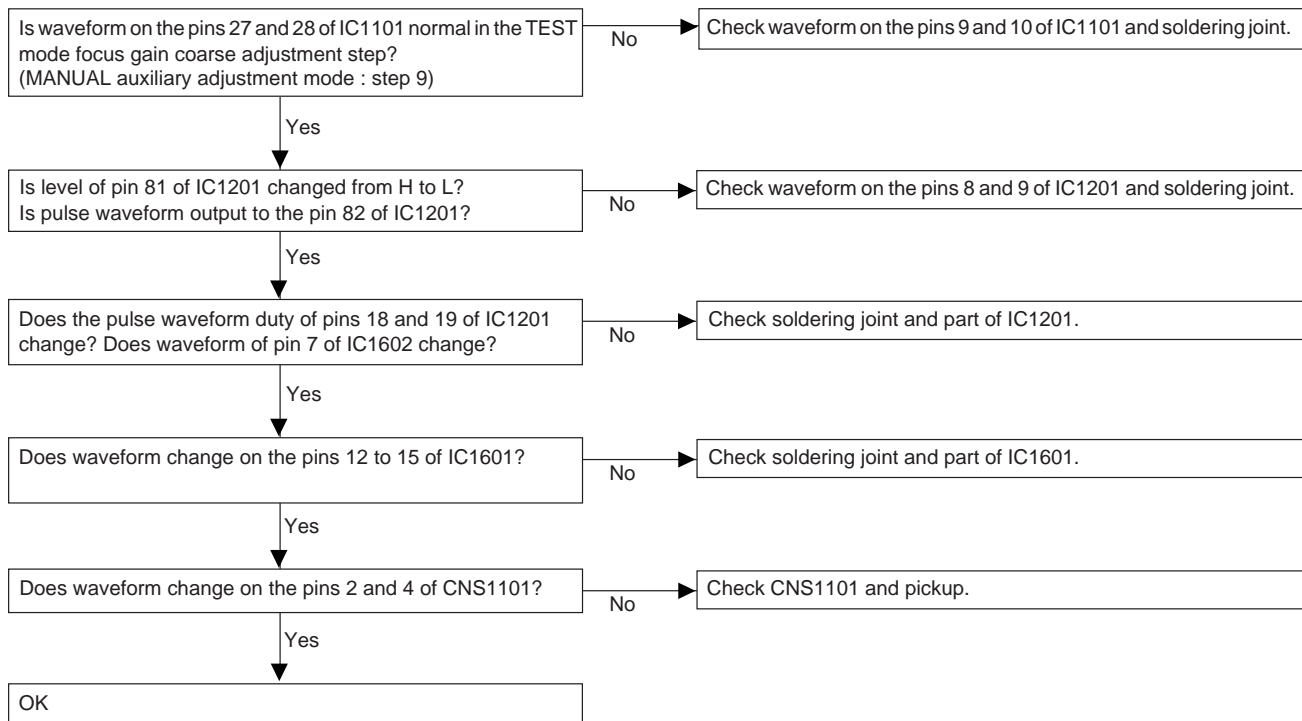 Is waveform on the pins 27 and 28 of IC1101 normal in the TEST
mode focus gain coarse adjustment step?
(MANUAL auxiliary adjustment mode : step 9)
No
Check waveform on the pins 9 and 10 of IC1101 and soldering joint.
Yes
Is level of pin 81 of IC1201 changed from H to L?
Is pulse waveform output to the pin 82 of IC1201?
No
Check waveform on the pins 8 and 9 of IC1201 and soldering joint.
Yes
Does the pulse waveform duty of pins 18 and 19 of IC1201
change? Does waveform of pin 7 of IC1602 change?
No
Check soldering joint and part of IC1201.
Yes
Does waveform change on the pins 12 to 15 of IC1601?
No
Check soldering joint and part of IC1601.
Yes
Does waveform change on the pins 2 and 4 of CNS1101?
No
Check CNS1101 and pickup.
Yes
OK